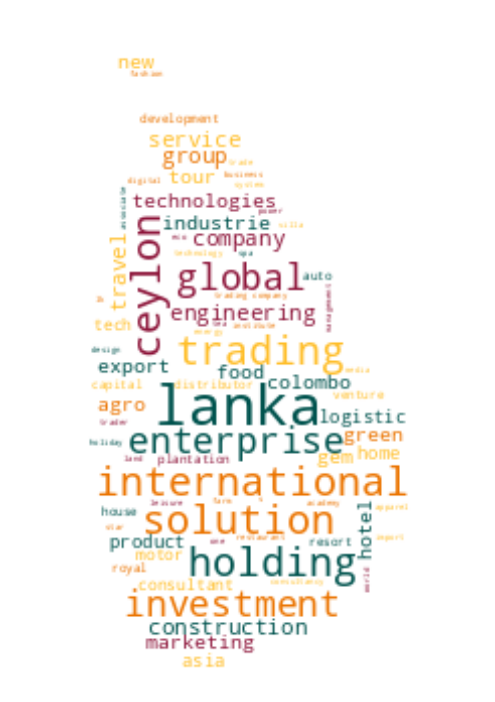 new
fashion
development
service
group
trade
tour
business
digital
system
associate
technologies
power
ceylon
industrie
villa
eco
company
technology
spa
travel
global
auto
trading company
management
engineering
tech
tea
institute
energy
trading
design
export
food
media
capital
distributor
colombo
venture
agro
lanka
logistic
trader
enterprise
green
holiday
gem
home
land
plantation
international
leisure
farm
academy
apparel
house
solution
hotel
star
product
one
restaurant
resort
import
motor
holding
royal
world
consultant
consultancy
investment
construction
marketing
asia